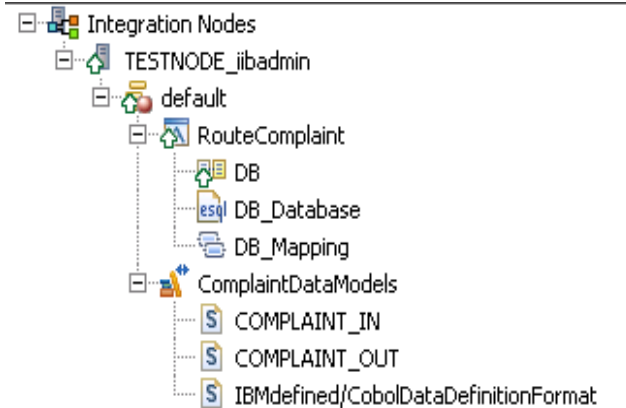 Integration Nodes
TESTNODE_iibadmin
default
RouteComplaint
DB
esql DB_Database
DB_Mapping
ComplaintDataModels
S COMPLAINT_IN
S COMPLAINT_OUT
S IBMdefined/CobolDataDefinitionFormat